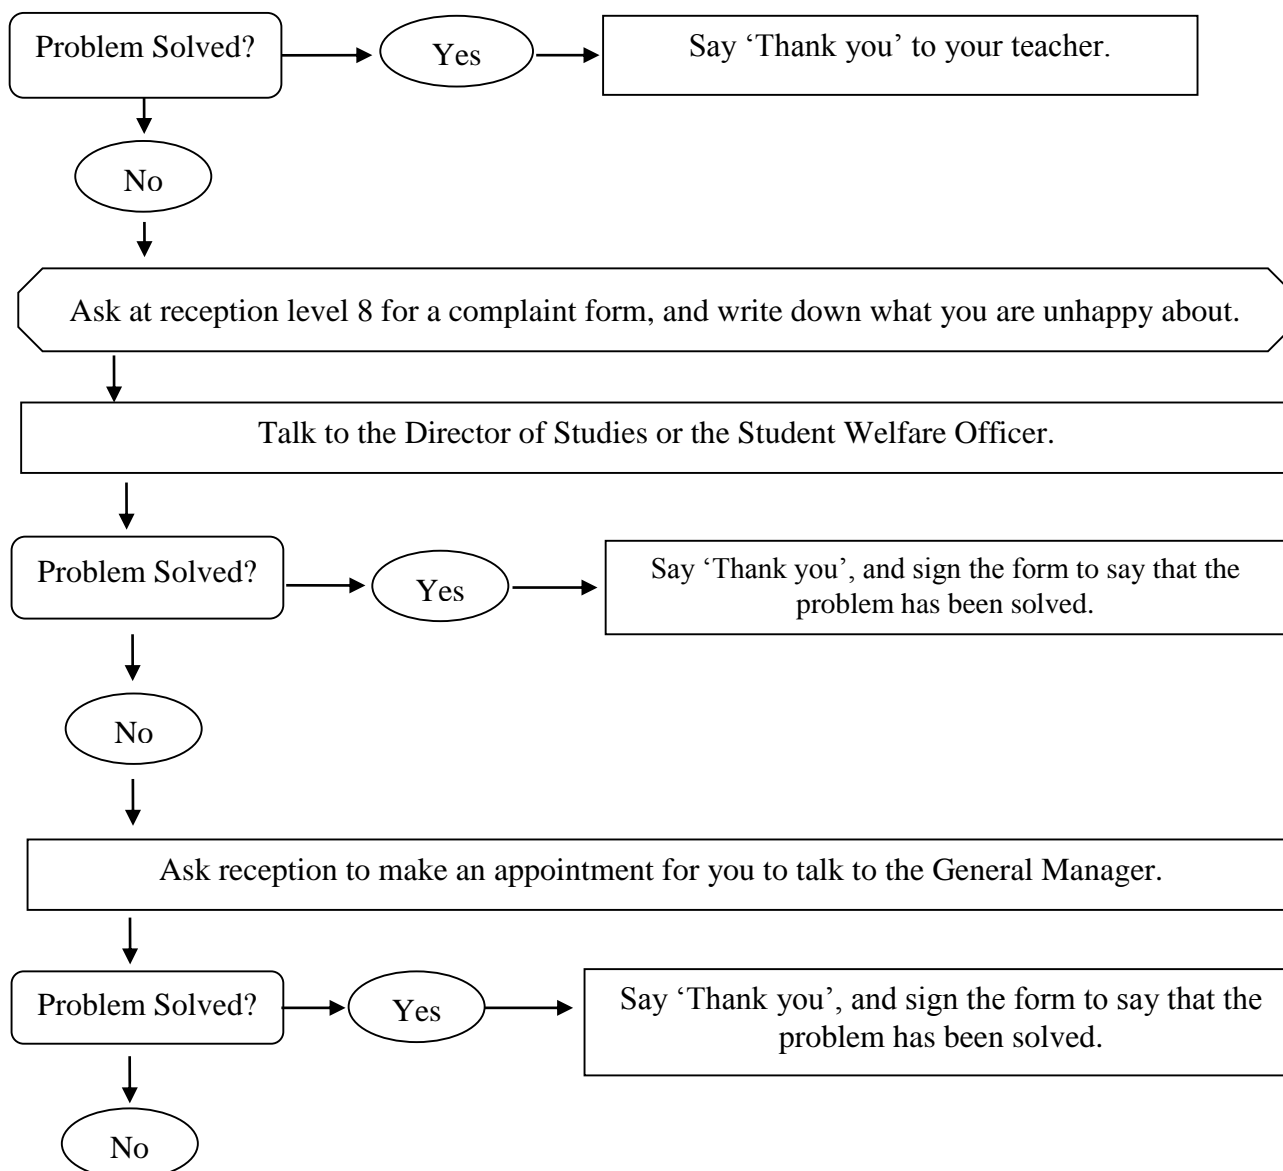 Problem Solved?
Yes
Say ‘Thank you’ to your teacher.
No
Ask at reception level 8 for a complaint form, and write down what you are unhappy about.
Talk to the Director of Studies or the Student Welfare Officer.
Problem Solved?
Yes
Say ‘Thank you’, and sign the form to say that the
problem has been solved.
No
Ask reception to make an appointment for you to talk to the General Manager.
Problem Solved?
Yes
Say ‘Thank you’, and sign the form to say that the
problem has been solved.
No